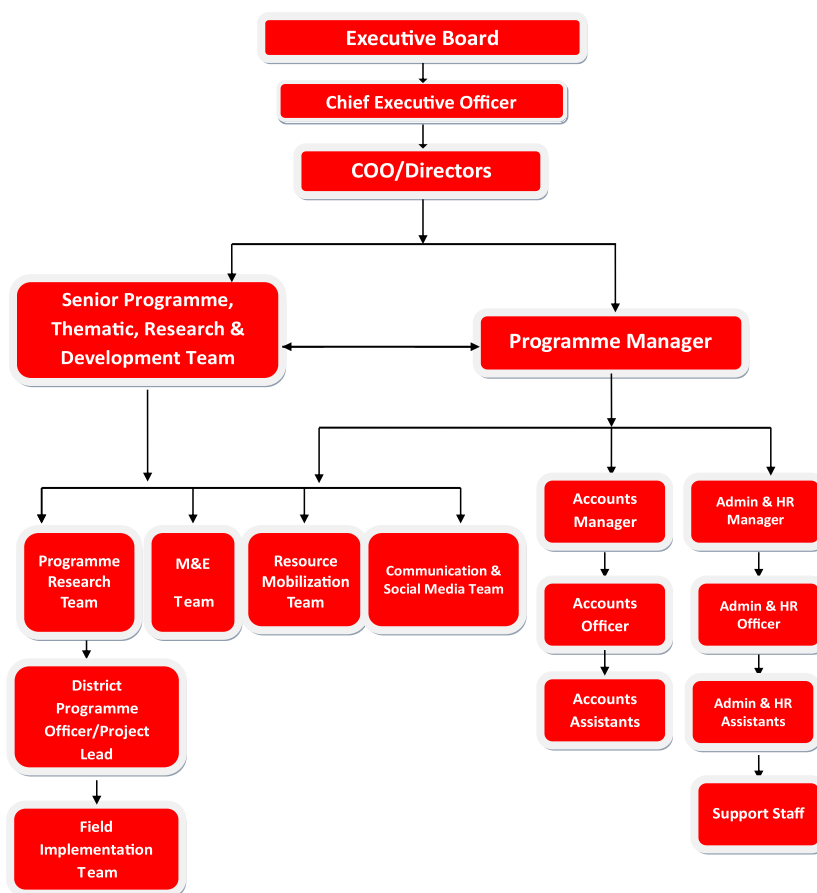 Executive Board
Chief Executive Officer
COO/Directors
Senior Programme,
Thematic, Research &
Development Team
Programme Manager
Accounts
Manager
Admin & HR
Manager
Programme
Research
Team
M&E
Team
Resource
Mobilization
Team
Communication &
Social Media Team
Accounts
Officer
Admin & HR
Officer
District
Programme
Officer/Project
Lead
Accounts
Assistants
Admin & HR
Assistants
Support Staff
Field
Implementation
Team